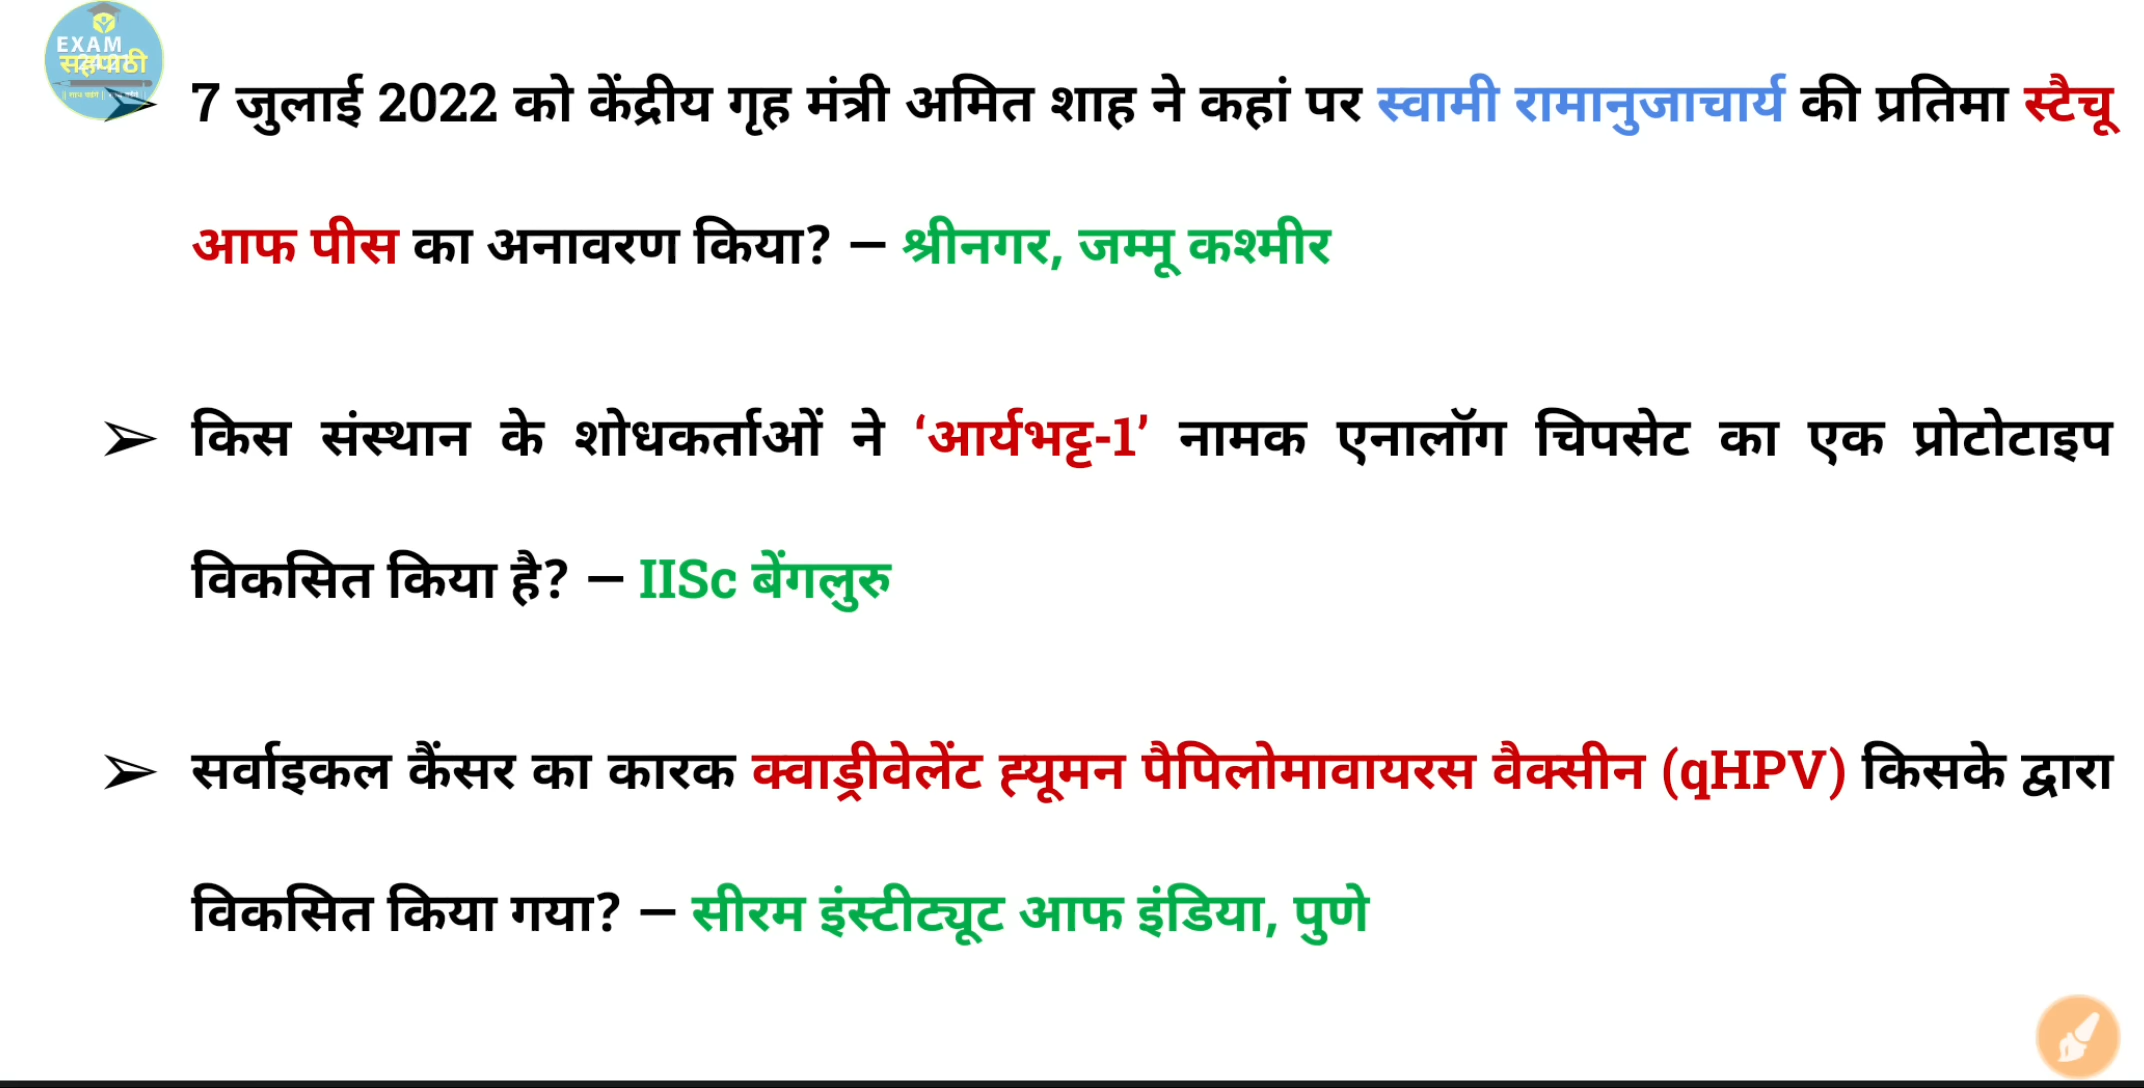 EXAM
सहपाठी
➢ 7 जुलाई 2022 को केंद्रीय गृह मंत्री अमित शाह ने कहां पर स्वामी रामानुजाचार्य की प्रतिमा स्टैचू
आफ पीस का अनावरण किया? – श्रीनगर, जम्मू कश्मीर
➢ किस संस्थान के शोधकर्ताओं ने ‘आर्यभट्ट-1’ नामक एनालॉग चिपसेट का एक प्रोटोटाइप
विकसित किया है? – IISc बेंगलुरु
➢ सर्वाइकल कैंसर का कारक क्वाड्रीवेलेंट ह्यूमन पैपिलोमावायरस वैक्सीन (qHPV) किसके द्वारा
विकसित किया गया? – सीरम इंस्टीट्यूट आफ इंडिया, पुणे